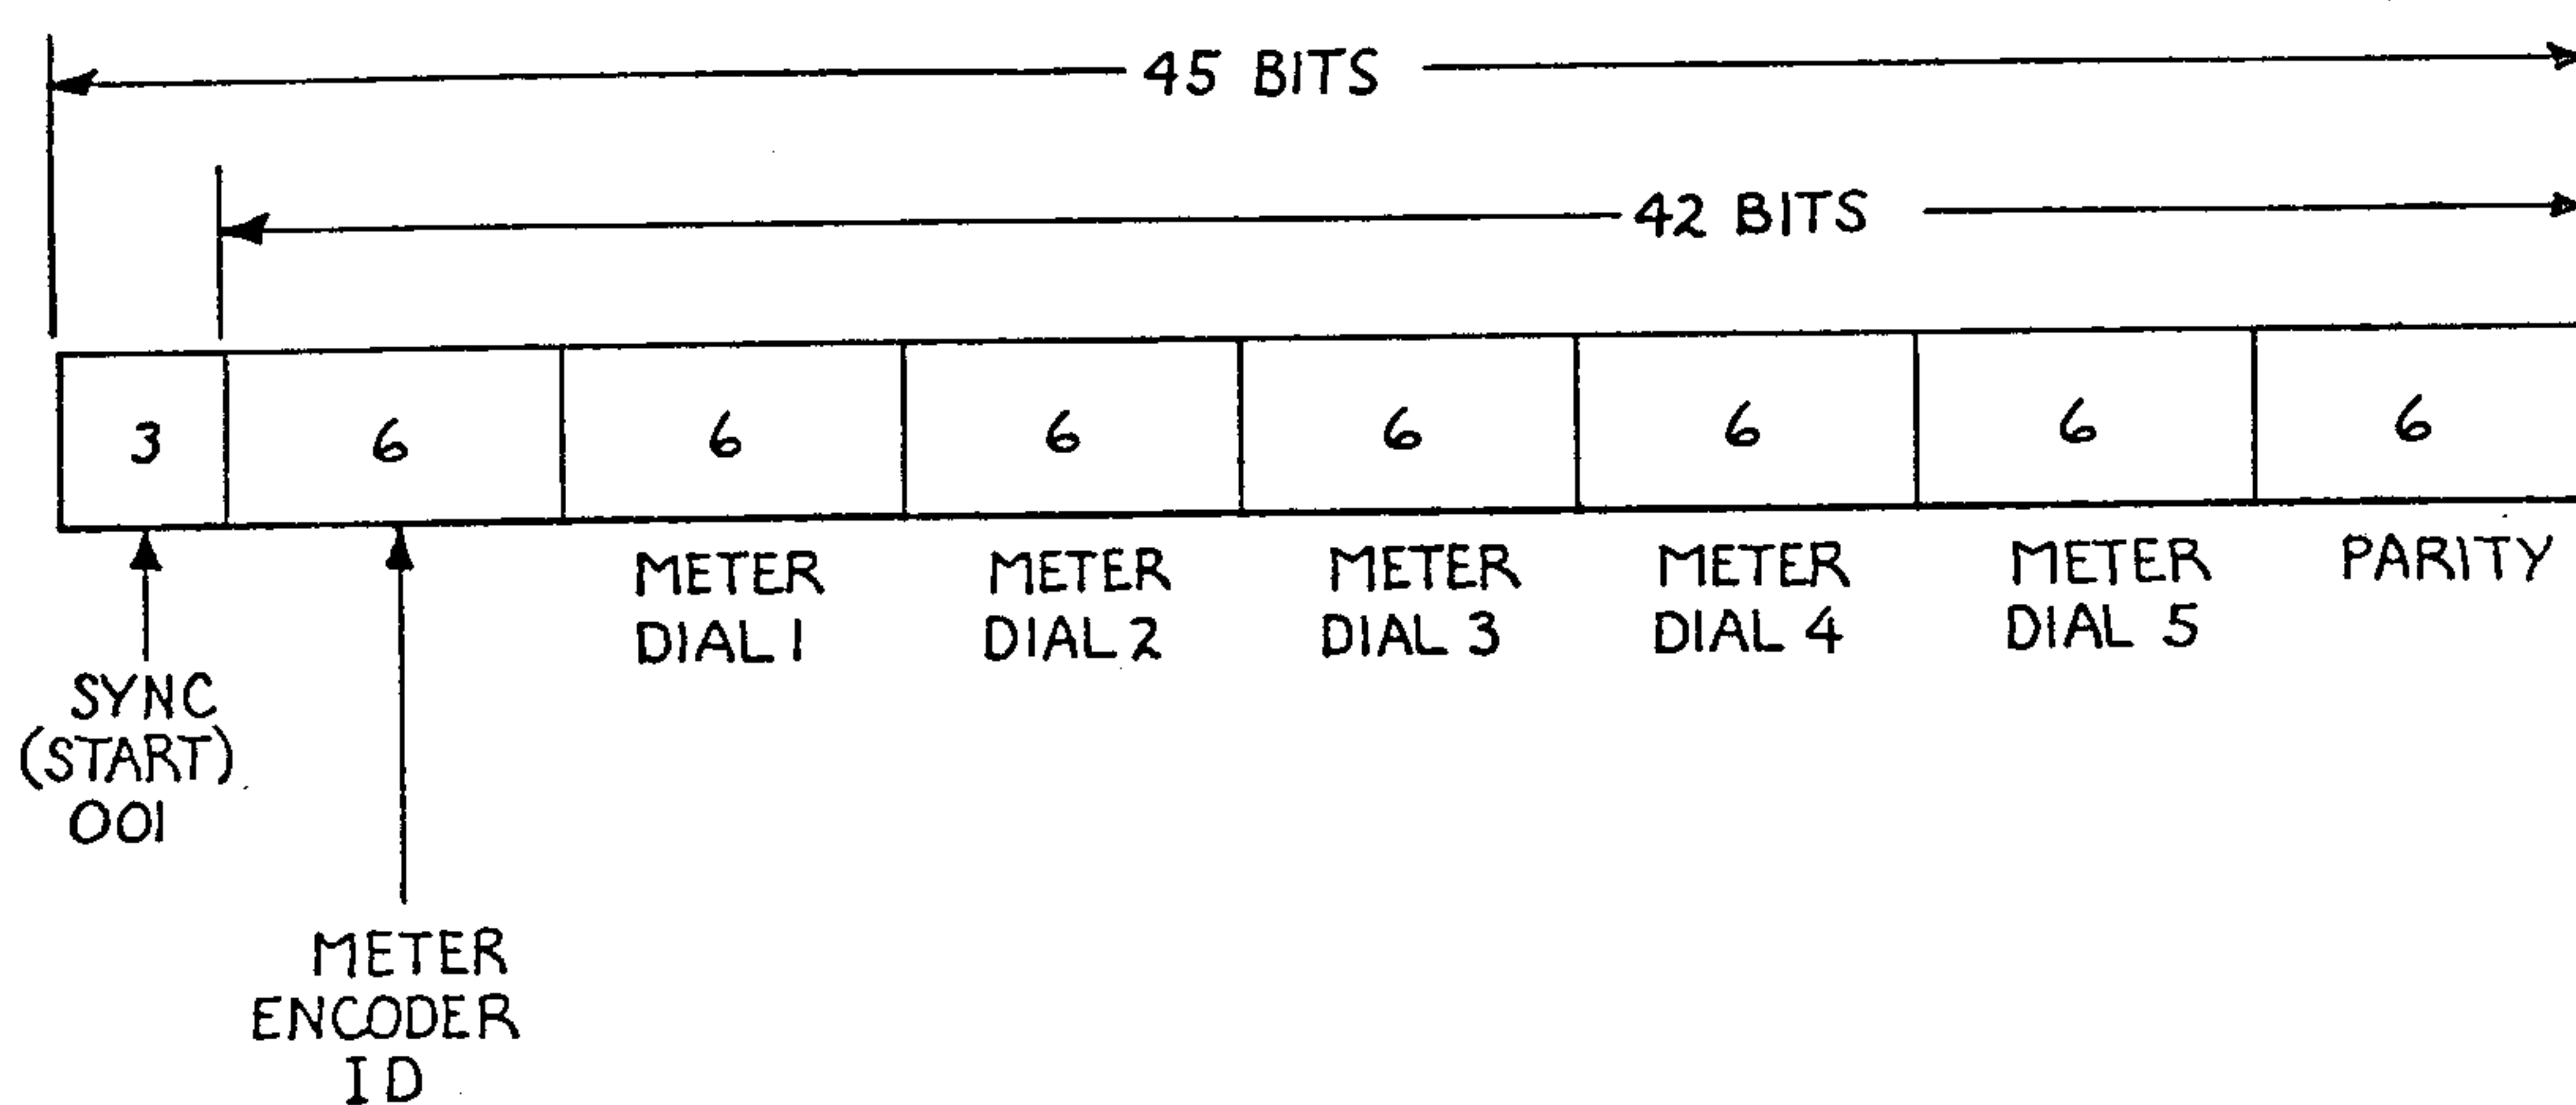 45 BITS
42 BITS
3 6 6 6 6 6 6 6
METER DIAL 1
METER DIAL 2
METER DIAL 3
METER DIAL 4
METER DIAL 5
PARITY
SYNC
(START)
001
METER
ENCODER
ID